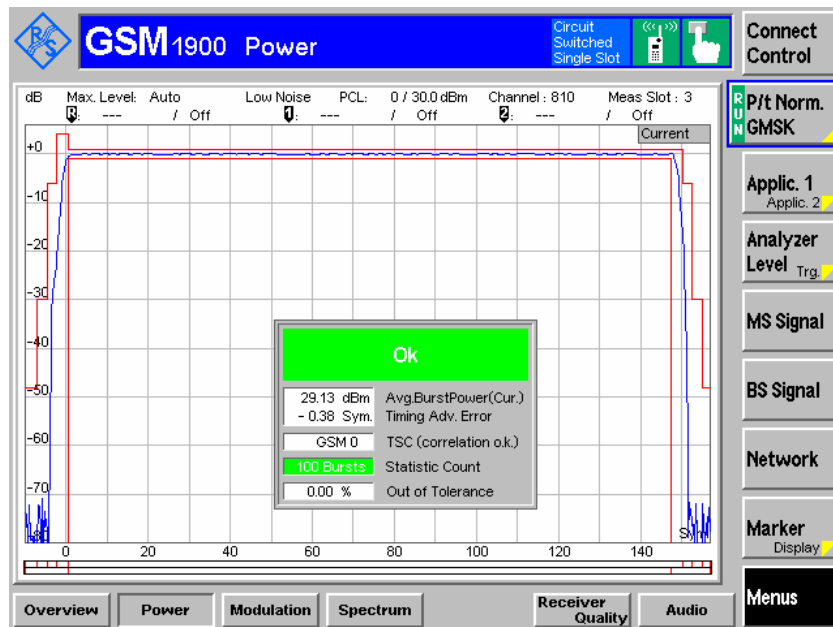 R&S
GSM 1900 Power
Circuit
Switched
Single Slot
Connect
Control
dB Max. Level: Auto Low Noise PCL: 0 / 30.0 dBm Channel : 810 Meas Slot : 3
R: --- / Off 1: --- / Off 2: --- / Off
Current
+0
-10
-20
-30
-40
-50
-60
-70
-80
0 20 40 60 80 100 120 140
Ok
29.13 dBm Avg.BurstPower(Cur.)
- 0.38 Sym. Timing Adv. Error
GSM 0 TSC (correlation o.k.)
100 Bursts Statistic Count
0.00 % Out of Tolerance
RUN
P/t Norm.
GMSK
Applic. 1
Applic. 2
Analyzer
Level Trg.
MS Signal
BS Signal
Network
Marker
Display
Menus
Overview Power Modulation Spectrum Receiver Quality Audio